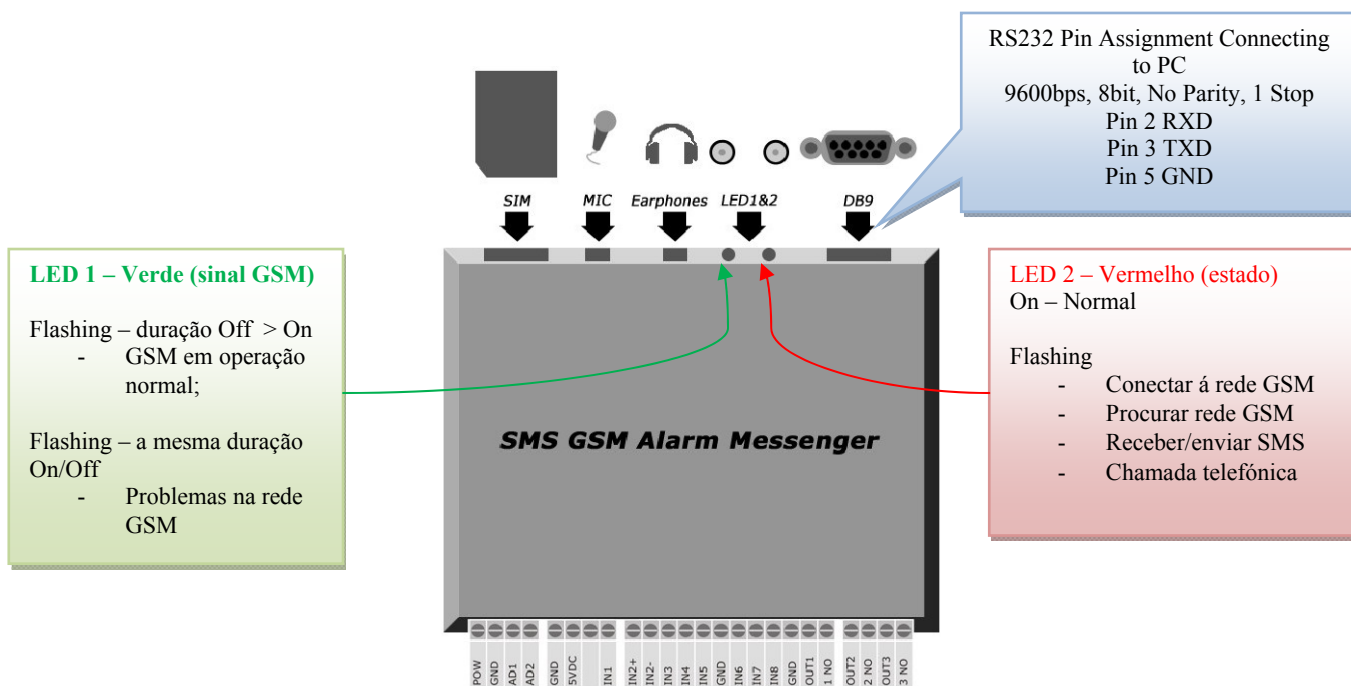 RS232 Pin Assignment Connecting
to PC
9600bps, 8bit, No Parity, 1 Stop
Pin 2 RXD
Pin 3 TXD
Pin 5 GND
SIM
MIC
Earphones
LED1&2
DB9
LED 1 – Verde (sinal GSM)
Flashing – duração Off > On
- GSM em operação
normal;
Flashing – a mesma duração
On/Off
- Problemas na rede
GSM
LED 2 – Vermelho (estado)
On – Normal
Flashing
- Conectar á rede GSM
- Procurar rede GSM
- Receber/enviar SMS
- Chamada telefónica
SMS GSM Alarm Messenger
POW
GND
AD1
AD2
GND
5VDC
IN1
IN2+
IN2-
IN3
IN4
IN5
GND
IN6
IN7
IN8
GND
OUT1
1 NO
OUT2
2 NO
OUT3
3 NO